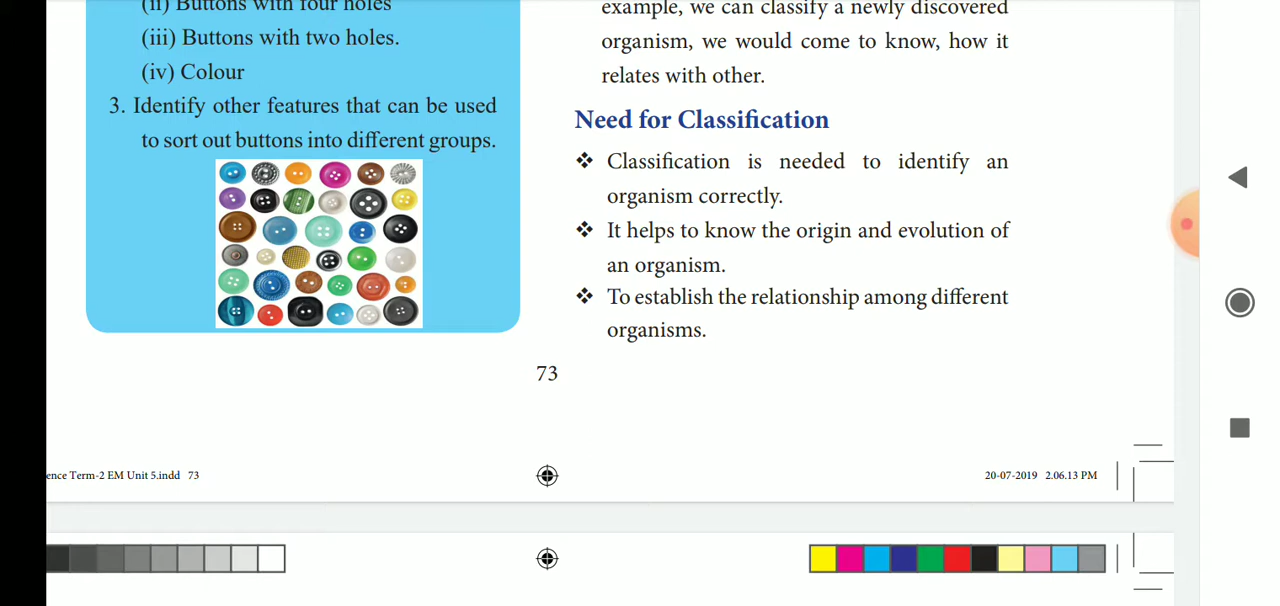 (ii) Buttons with four holes
(iii) Buttons with two holes.
(iv) Colour
3. Identify other features that can be used
to sort out buttons into different groups.
example, we can classify a newly discovered
organism, we would come to know, how it
relates with other.
Need for Classification
❖ Classification is needed to identify an
organism correctly.
❖ It helps to know the origin and evolution of
an organism.
❖ To establish the relationship among different
organisms.
73
ence Term-2 EM Unit 5.indd 73
20-07-2019 2.06.13 PM